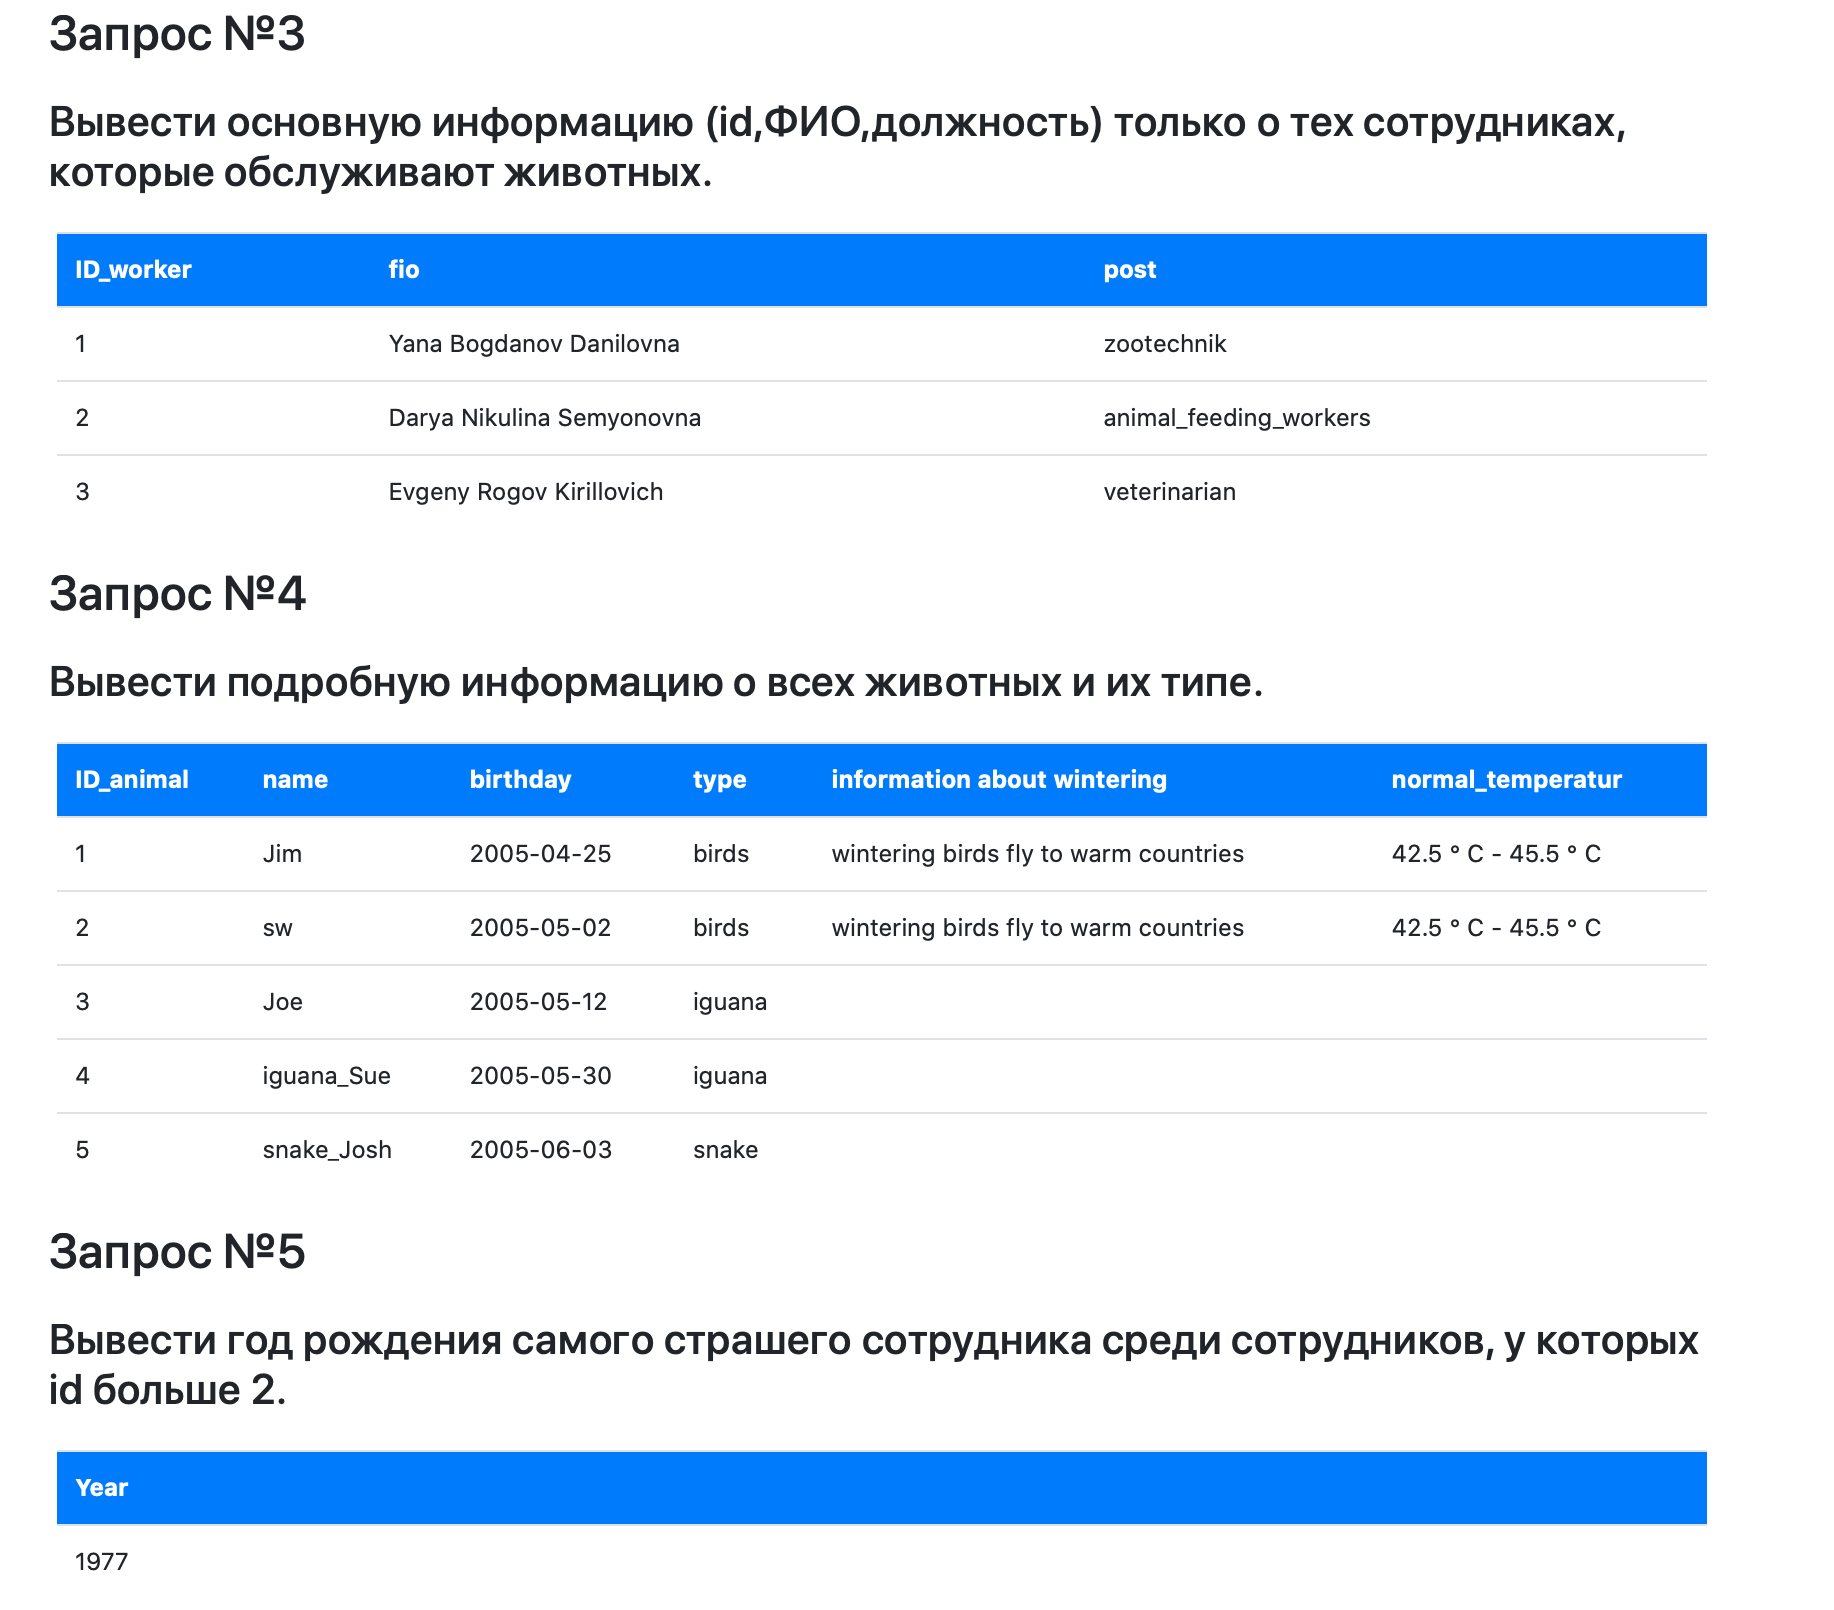 Запрос №3
Вывести основную информацию (id,ФИО,должность) только о тех сотрудниках,
которые обслуживают животных.
ID_worker fio post
1 Yana Bogdanov Danilovna zootechnik
2 Darya Nikulina Semyonovna animal_feeding_workers
3 Evgeny Rogov Kirillovich veterinarian
Запрос №4
Вывести подробную информацию о всех животных и их типе.
ID_animal name birthday type information about wintering normal_temperatur
1 Jim 2005-04-25 birds wintering birds fly to warm countries 42.5 ° C - 45.5 ° C
2 sw 2005-05-02 birds wintering birds fly to warm countries 42.5 ° C - 45.5 ° C
3 Joe 2005-05-12 iguana
4 iguana_Sue 2005-05-30 iguana
5 snake_Josh 2005-06-03 snake
Запрос №5
Вывести год рождения самого страшего сотрудника среди сотрудников, у которых
id больше 2.
Year
1977